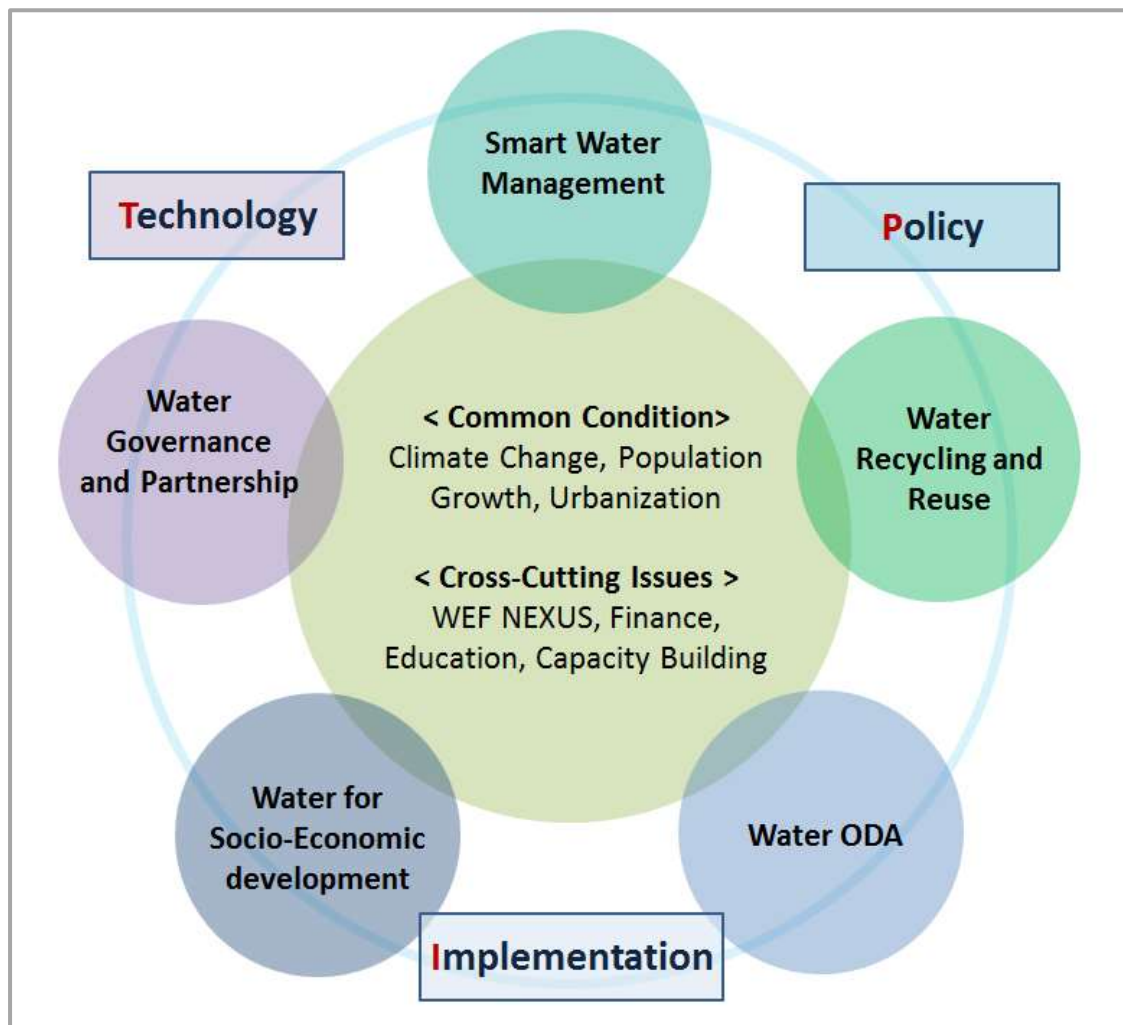 Smart Water
Management
Technology
Policy
Water
Governance
and Partnership
< Common Condition>
Climate Change, Population
Growth, Urbanization
< Cross-Cutting Issues >
WEF NEXUS, Finance,
Education, Capacity Building
Water
Recycling and
Reuse
Water for
Socio-Economic
development
Water ODA
Implementation